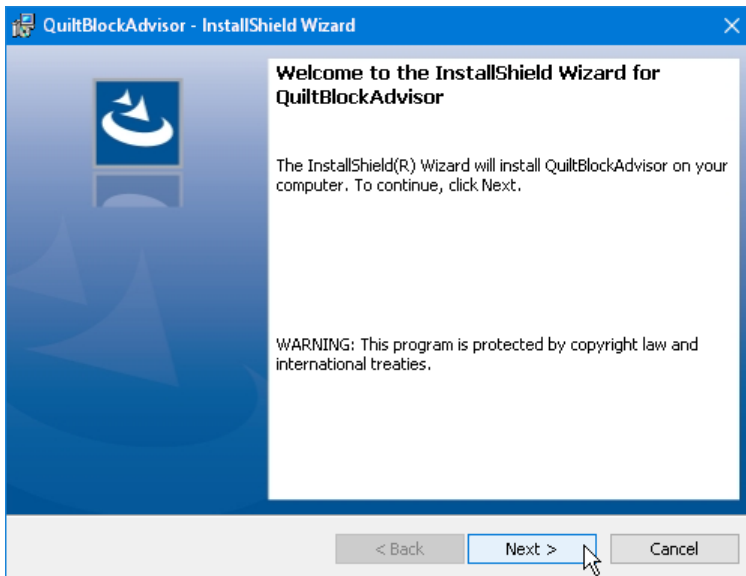 QuiltBlockAdvisor - InstallShield Wizard
Welcome to the InstallShield Wizard for
QuiltBlockAdvisor
The InstallShield(R) Wizard will install QuiltBlockAdvisor on your
computer. To continue, click Next.
WARNING: This program is protected by copyright law and
international treaties.
< Back Next > Cancel